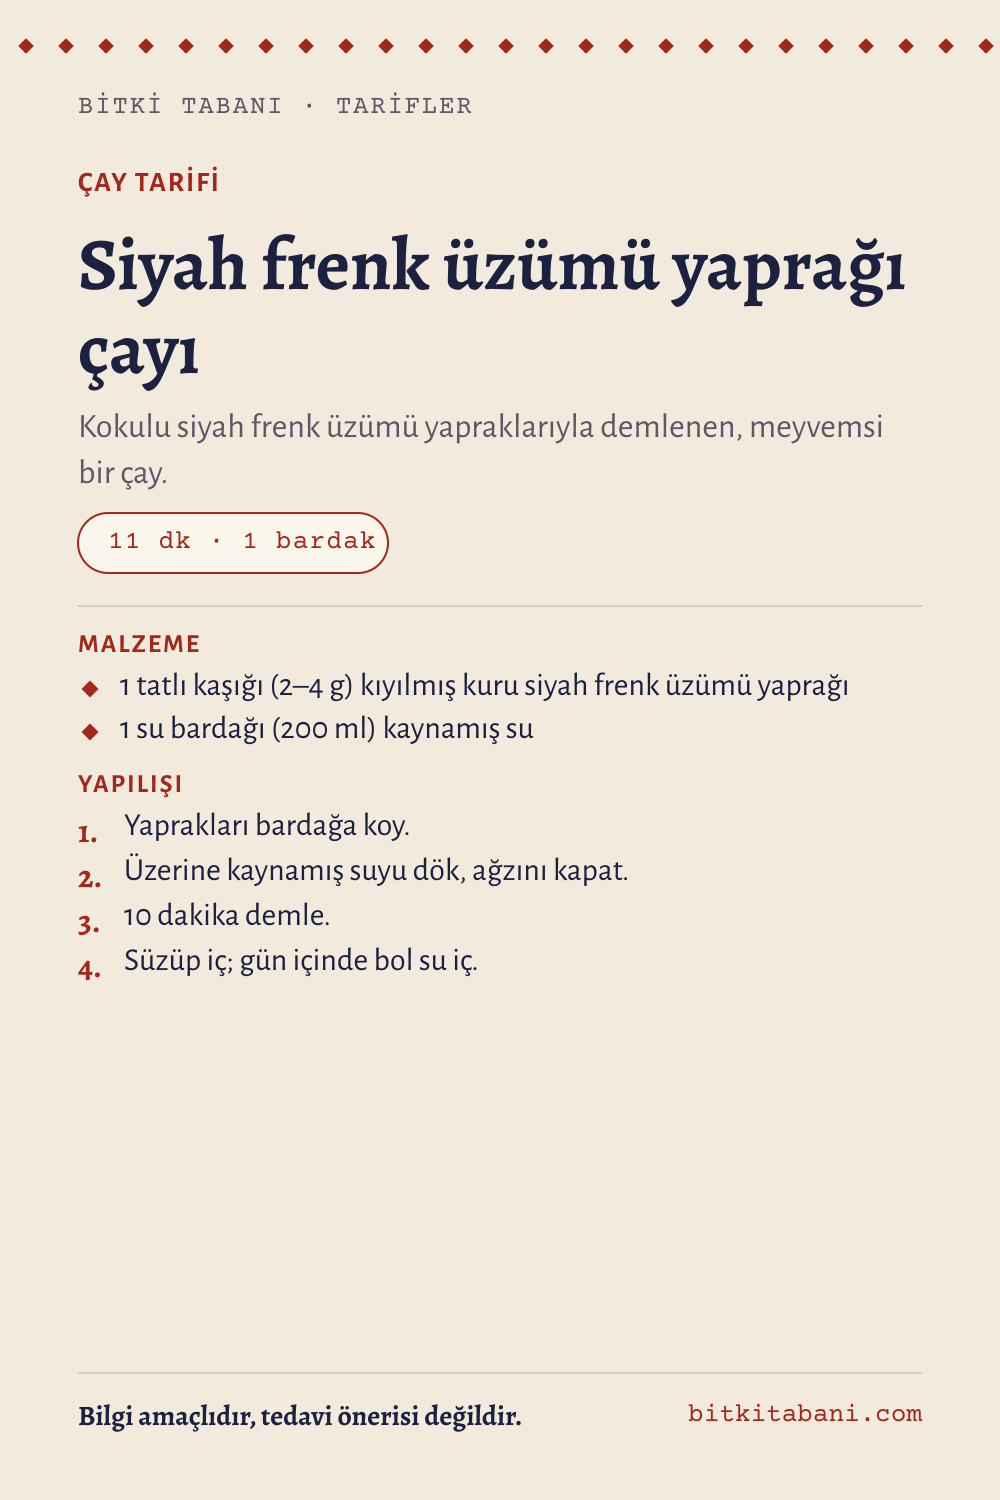 BİTKİ TABANI · TARİFLER
ÇAY TARİFİ
Siyah frenk üzümü yaprağı
çayı
Kokulu siyah frenk üzümü yapraklarıyla demlenen, meyvemsi
bir çay.
11 dk · 1 bardak
MALZEME
◆ 1 tatlı kaşığı (2–4 g) kıyılmış kuru siyah frenk üzümü yaprağı
◆ 1 su bardağı (200 ml) kaynamış su
YAPILIŞI
1. Yaprakları bardağa koy.
2. Üzerine kaynamış suyu dök, ağzını kapat.
3. 10 dakika demle.
4. Süzüp iç; gün içinde bol su iç.
Bilgi amaçlıdır, tedavi önerisi değildir. bitkitabani.com